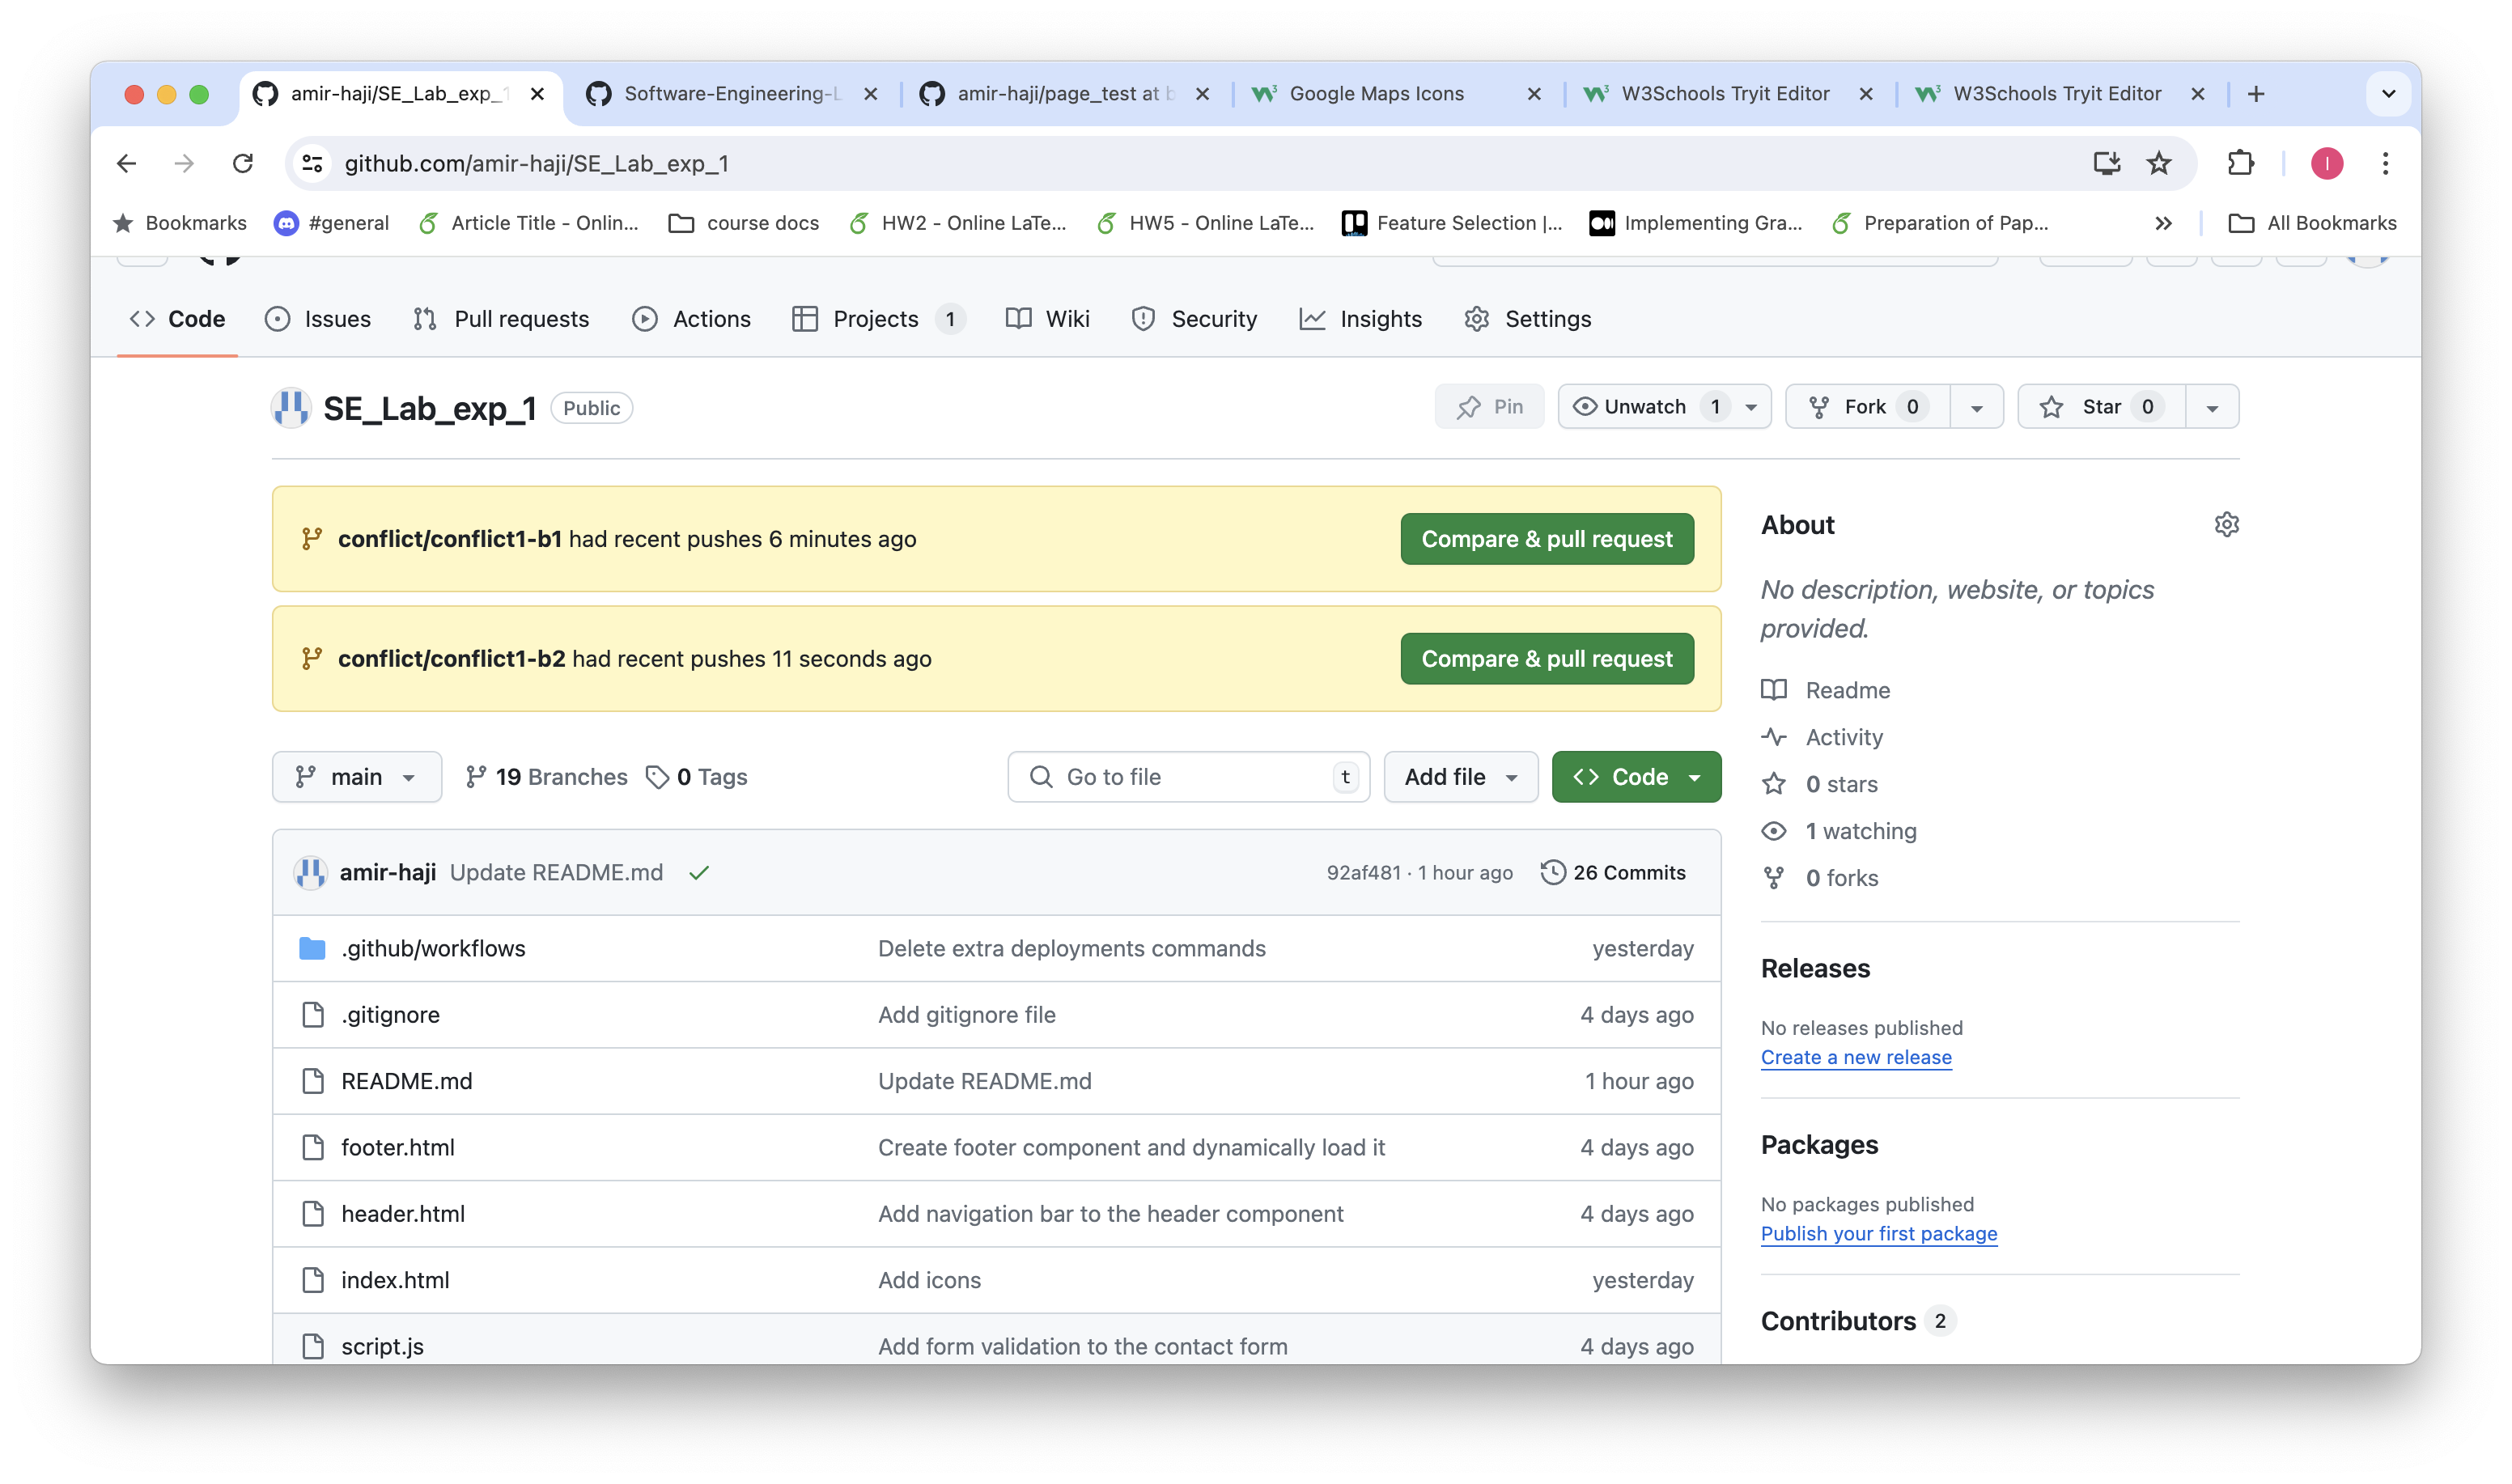 amir-haji/SE_Lab_exp_1
Software-Engineering-L
amir-haji/page_test at b
Google Maps Icons
W3Schools Tryit Editor
W3Schools Tryit Editor
github.com/amir-haji/SE_Lab_exp_1
I
Bookmarks
#general
Article Title - Onlin...
course docs
HW2 - Online LaTe...
HW5 - Online LaTe...
Feature Selection |...
Implementing Gra...
Preparation of Pap...
All Bookmarks
Code
Issues
Pull requests
Actions
Projects 1
Wiki
Security
Insights
Settings
SE_Lab_exp_1 Public
Pin
Unwatch 1
Fork 0
Star 0
conflict/conflict1-b1 had recent pushes 6 minutes ago
Compare & pull request
conflict/conflict1-b2 had recent pushes 11 seconds ago
Compare & pull request
main
19 Branches
0 Tags
Go to file t
Add file
Code
amir-haji Update README.md
92af481 · 1 hour ago
26 Commits
.github/workflows Delete extra deployments commands yesterday
.gitignore Add gitignore file 4 days ago
README.md Update README.md 1 hour ago
footer.html Create footer component and dynamically load it 4 days ago
header.html Add navigation bar to the header component 4 days ago
index.html Add icons yesterday
script.js Add form validation to the contact form 4 days ago
About
No description, website, or topics
provided.
Readme
Activity
0 stars
1 watching
0 forks
Releases
No releases published
Create a new release
Packages
No packages published
Publish your first package
Contributors 2